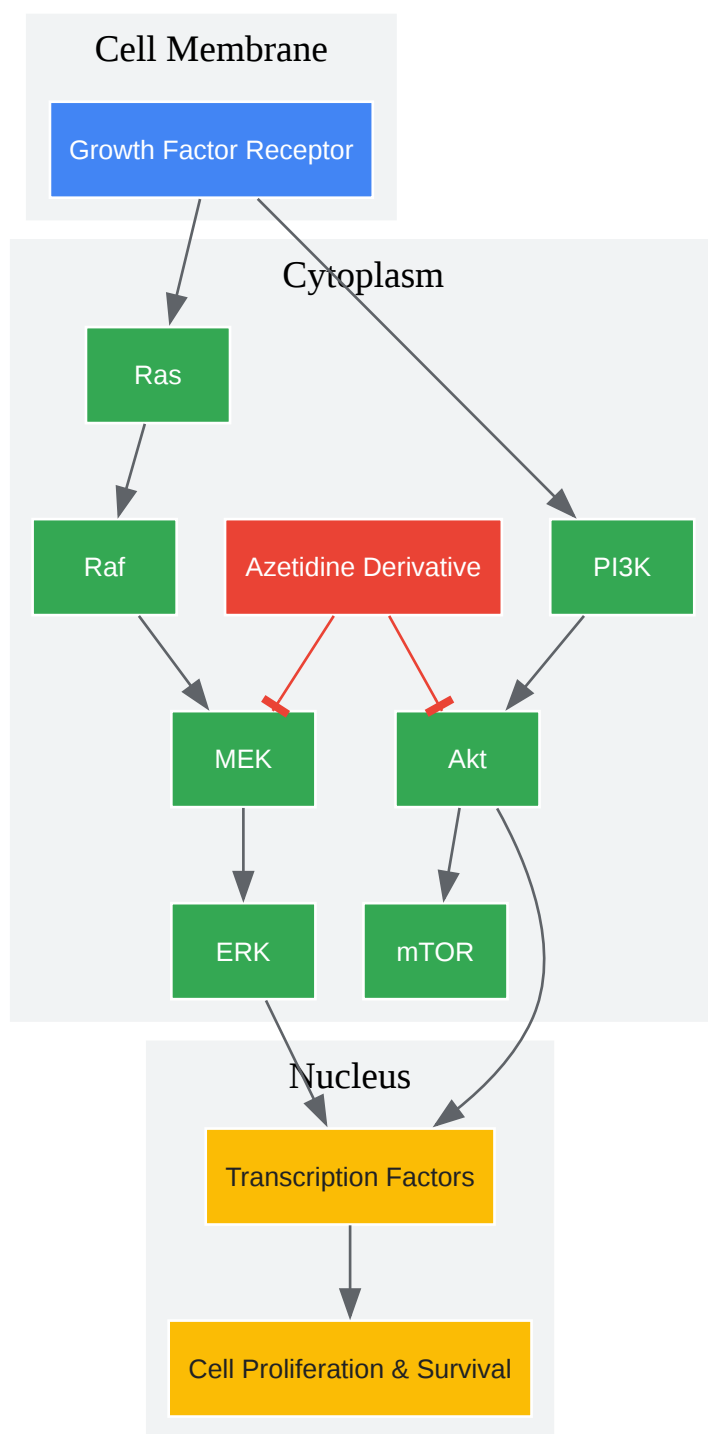 Cell Membrane
Growth Factor Receptor
Cytoplasm
Ras
Raf
Azetidine Derivative
PI3K
MEK
Akt
ERK
mTOR
Nucleus
Transcription Factors
Cell Proliferation & Survival